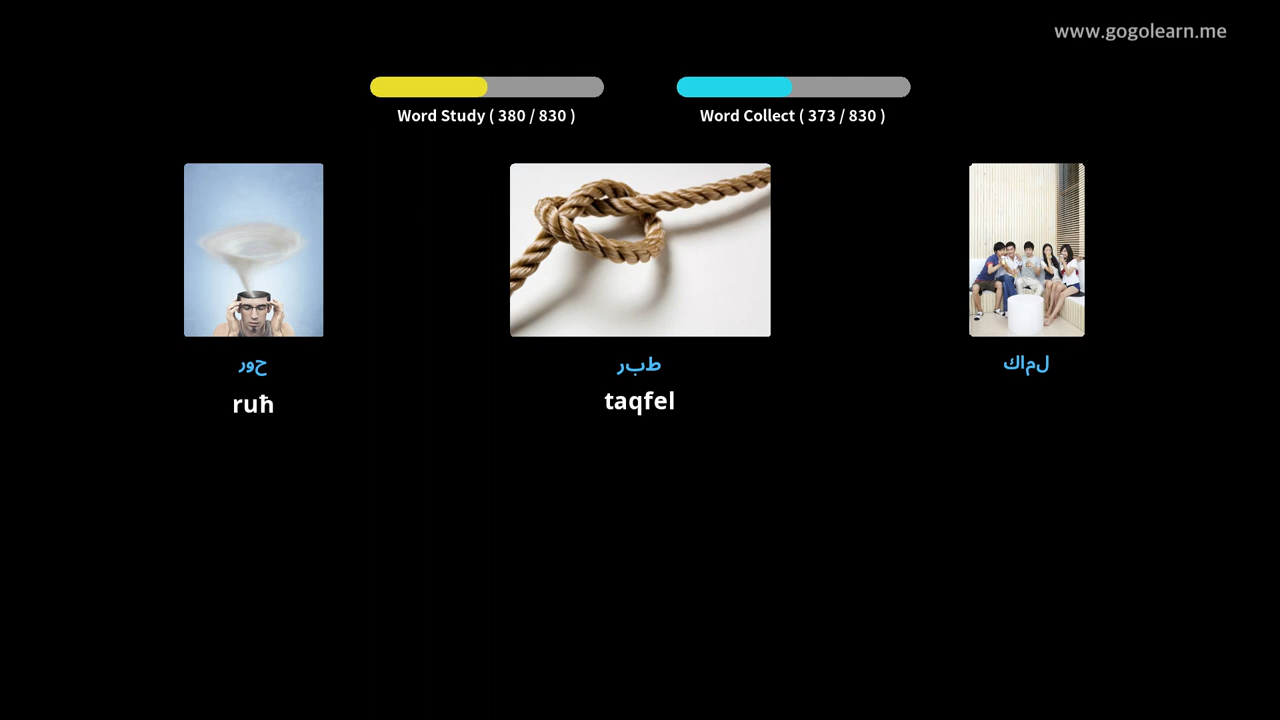 www.gogolearn.me
Word Study ( 380 / 830 )
Word Collect ( 373 / 830 )
حور
طبر
لماك
ruħ
taqfel